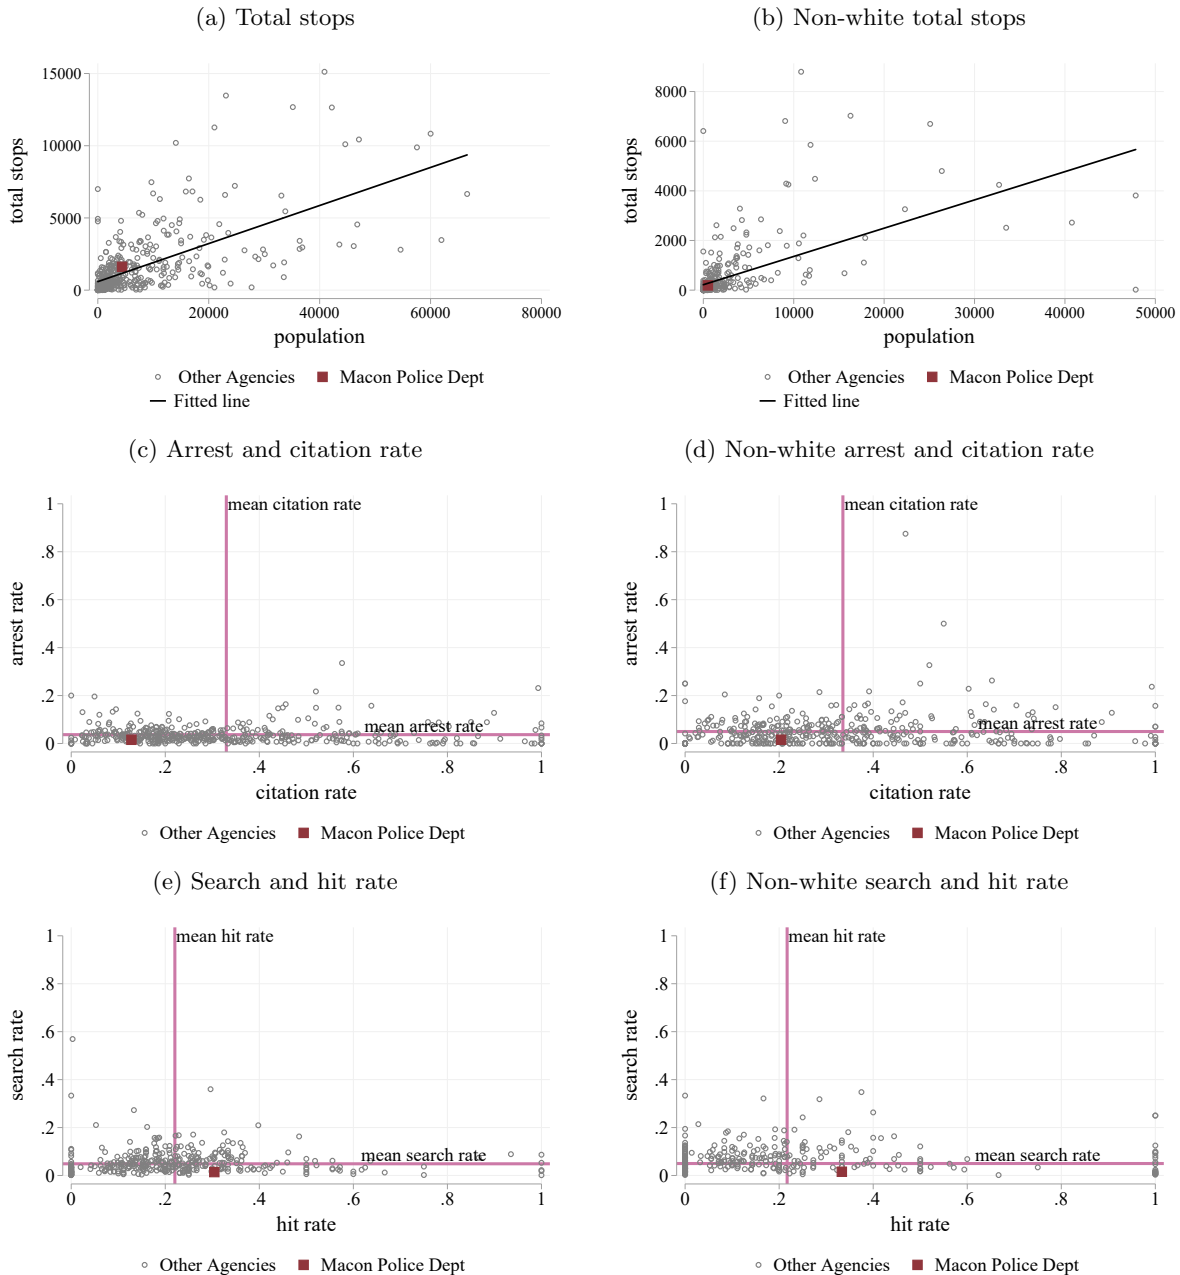 (a) Total stops
(b) Non-white total stops
total stops
15000
10000
5000
0
0 20000 40000 60000 80000
population
Other Agencies Macon Police Dept
Fitted line
total stops
8000
6000
4000
2000
0
0 10000 20000 30000 40000 50000
population
Other Agencies Macon Police Dept
Fitted line
(c) Arrest and citation rate
(d) Non-white arrest and citation rate
arrest rate
1
.8
.6
.4
.2
0
mean citation rate
mean arrest rate
0 .2 .4 .6 .8 1
citation rate
Other Agencies Macon Police Dept
arrest rate
1
.8
.6
.4
.2
0
mean citation rate
mean arrest rate
0 .2 .4 .6 .8 1
citation rate
Other Agencies Macon Police Dept
(e) Search and hit rate
(f) Non-white search and hit rate
search rate
1
.8
.6
.4
.2
0
mean hit rate
mean search rate
0 .2 .4 .6 .8 1
hit rate
Other Agencies Macon Police Dept
search rate
1
.8
.6
.4
.2
0
mean hit rate
mean search rate
0 .2 .4 .6 .8 1
hit rate
Other Agencies Macon Police Dept